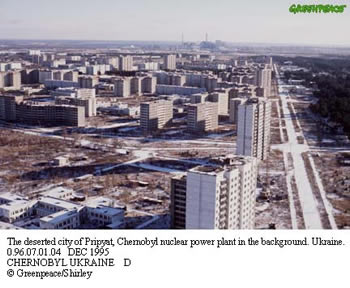 GREENPEACE
The deserted city of Pripyat, Chernobyl nuclear power plant in the background. Ukraine.
0.96.07.01.04 DEC 1995
CHERNOBYL UKRAINE D
© Greenpeace/Shirley